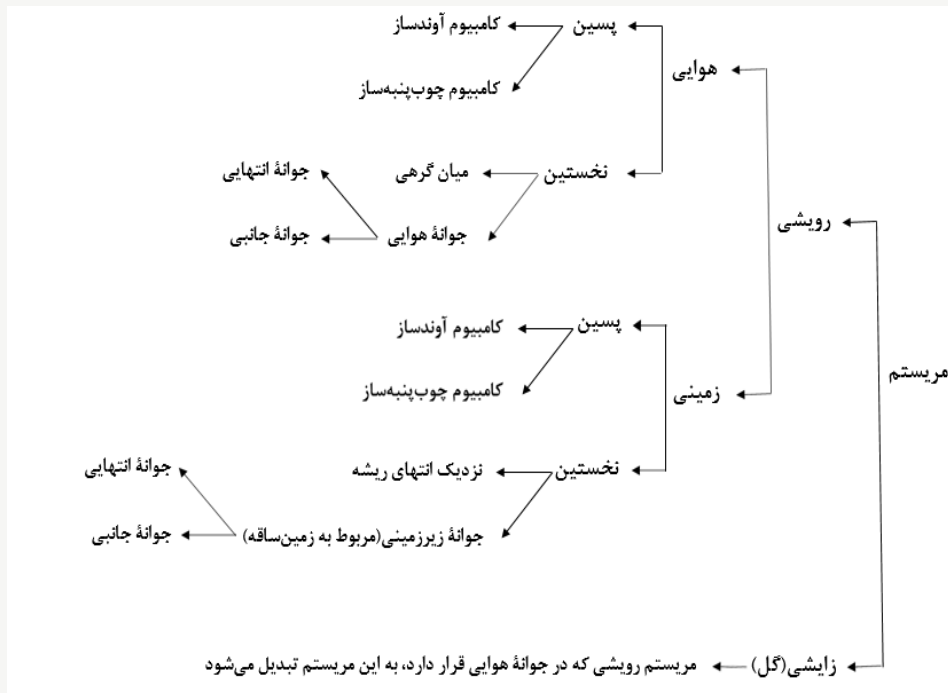 مریستم
رویشی
هوایی
پسین
کامبیوم آوندساز
کامبیوم چوب‌پنبه‌ساز
نخستین
میان گرهی
جوانهٔ هوایی
جوانهٔ انتهایی
جوانهٔ جانبی
زمینی
پسین
کامبیوم آوندساز
کامبیوم چوب‌پنبه‌ساز
نخستین
نزدیک انتهای ریشه
جوانهٔ زیرزمینی(مربوط به زمین‌ساقه)
جوانهٔ انتهایی
جوانهٔ جانبی
زایشی(گل)
مریستم رویشی که در جوانهٔ هوایی قرار دارد، به این مریستم تبدیل می‌شود